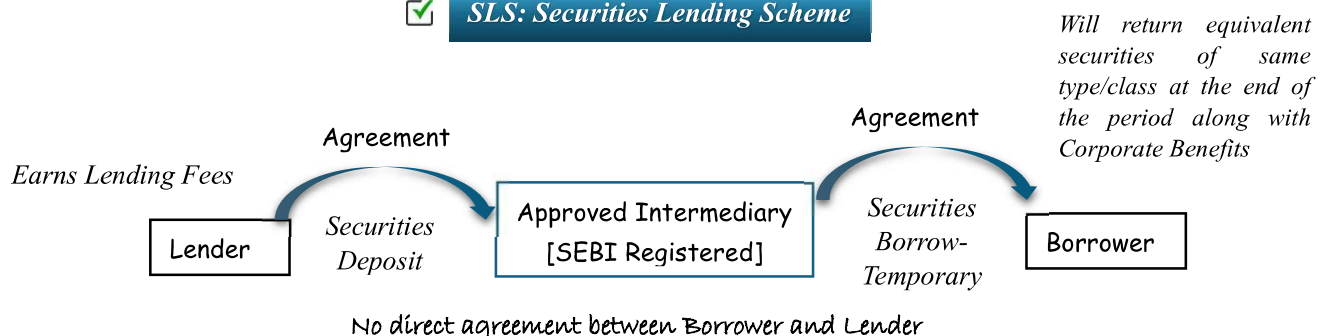 SLS: Securities Lending Scheme
Will return equivalent
securities of same
type/class at the end of
the period along with
Corporate Benefits
Agreement
Agreement
Earns Lending Fees
Lender
Securities
Deposit
Approved Intermediary
[SEBI Registered]
Securities
Borrow-
Temporary
Borrower
No direct agreement between Borrower and Lender